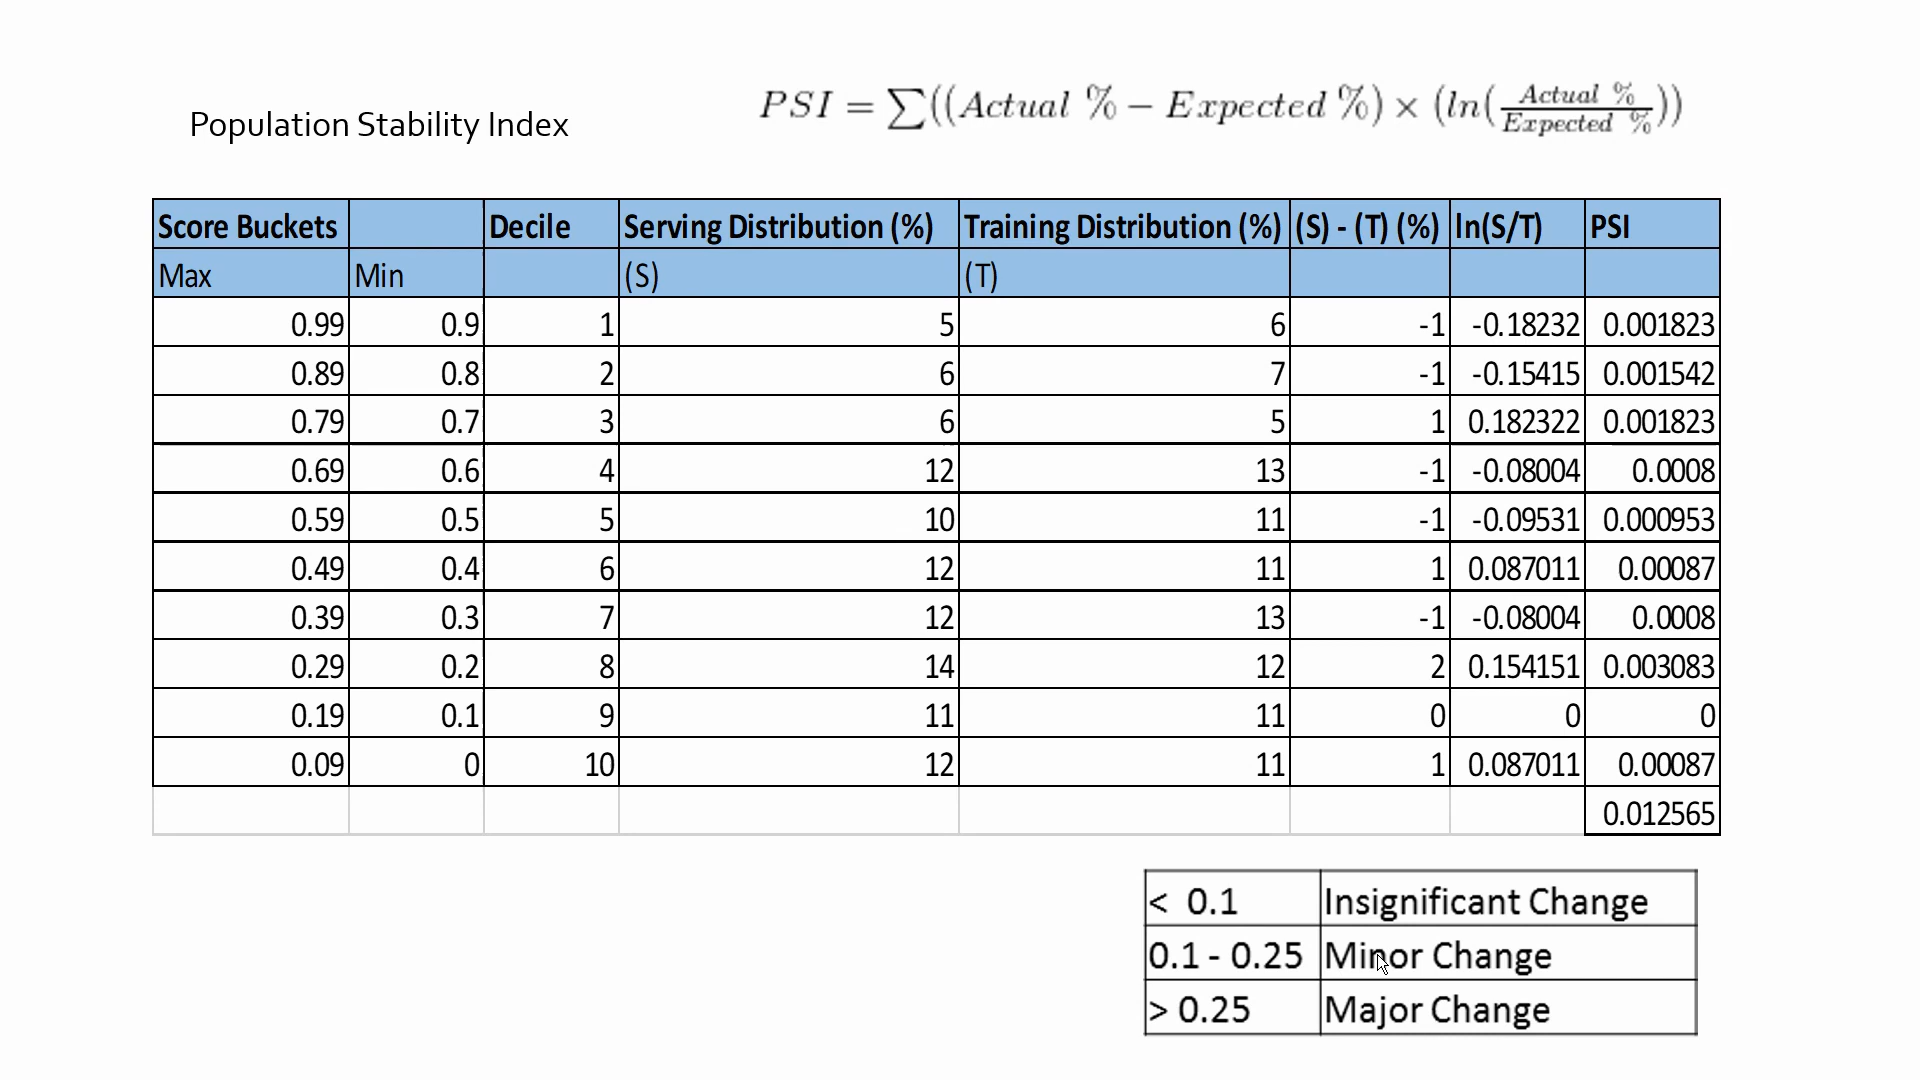 Population Stability Index
PSI = ∑((Actual % − Expected %) × (ln(Actual % / Expected %)))
Score Buckets Decile Serving Distribution (%) Training Distribution (%) (S) - (T) (%) ln(S/T) PSI
Max Min (S) (T)
0.99 0.9 1 5 6 -1 -0.18232 0.001823
0.89 0.8 2 6 7 -1 -0.15415 0.001542
0.79 0.7 3 6 5 1 0.182322 0.001823
0.69 0.6 4 12 13 -1 -0.08004 0.0008
0.59 0.5 5 10 11 -1 -0.09531 0.000953
0.49 0.4 6 12 11 1 0.087011 0.00087
0.39 0.3 7 12 13 -1 -0.08004 0.0008
0.29 0.2 8 14 12 2 0.154151 0.003083
0.19 0.1 9 11 11 0 0 0
0.09 0 10 12 11 1 0.087011 0.00087
0.012565
< 0.1 Insignificant Change
0.1 - 0.25 Minor Change
> 0.25 Major Change